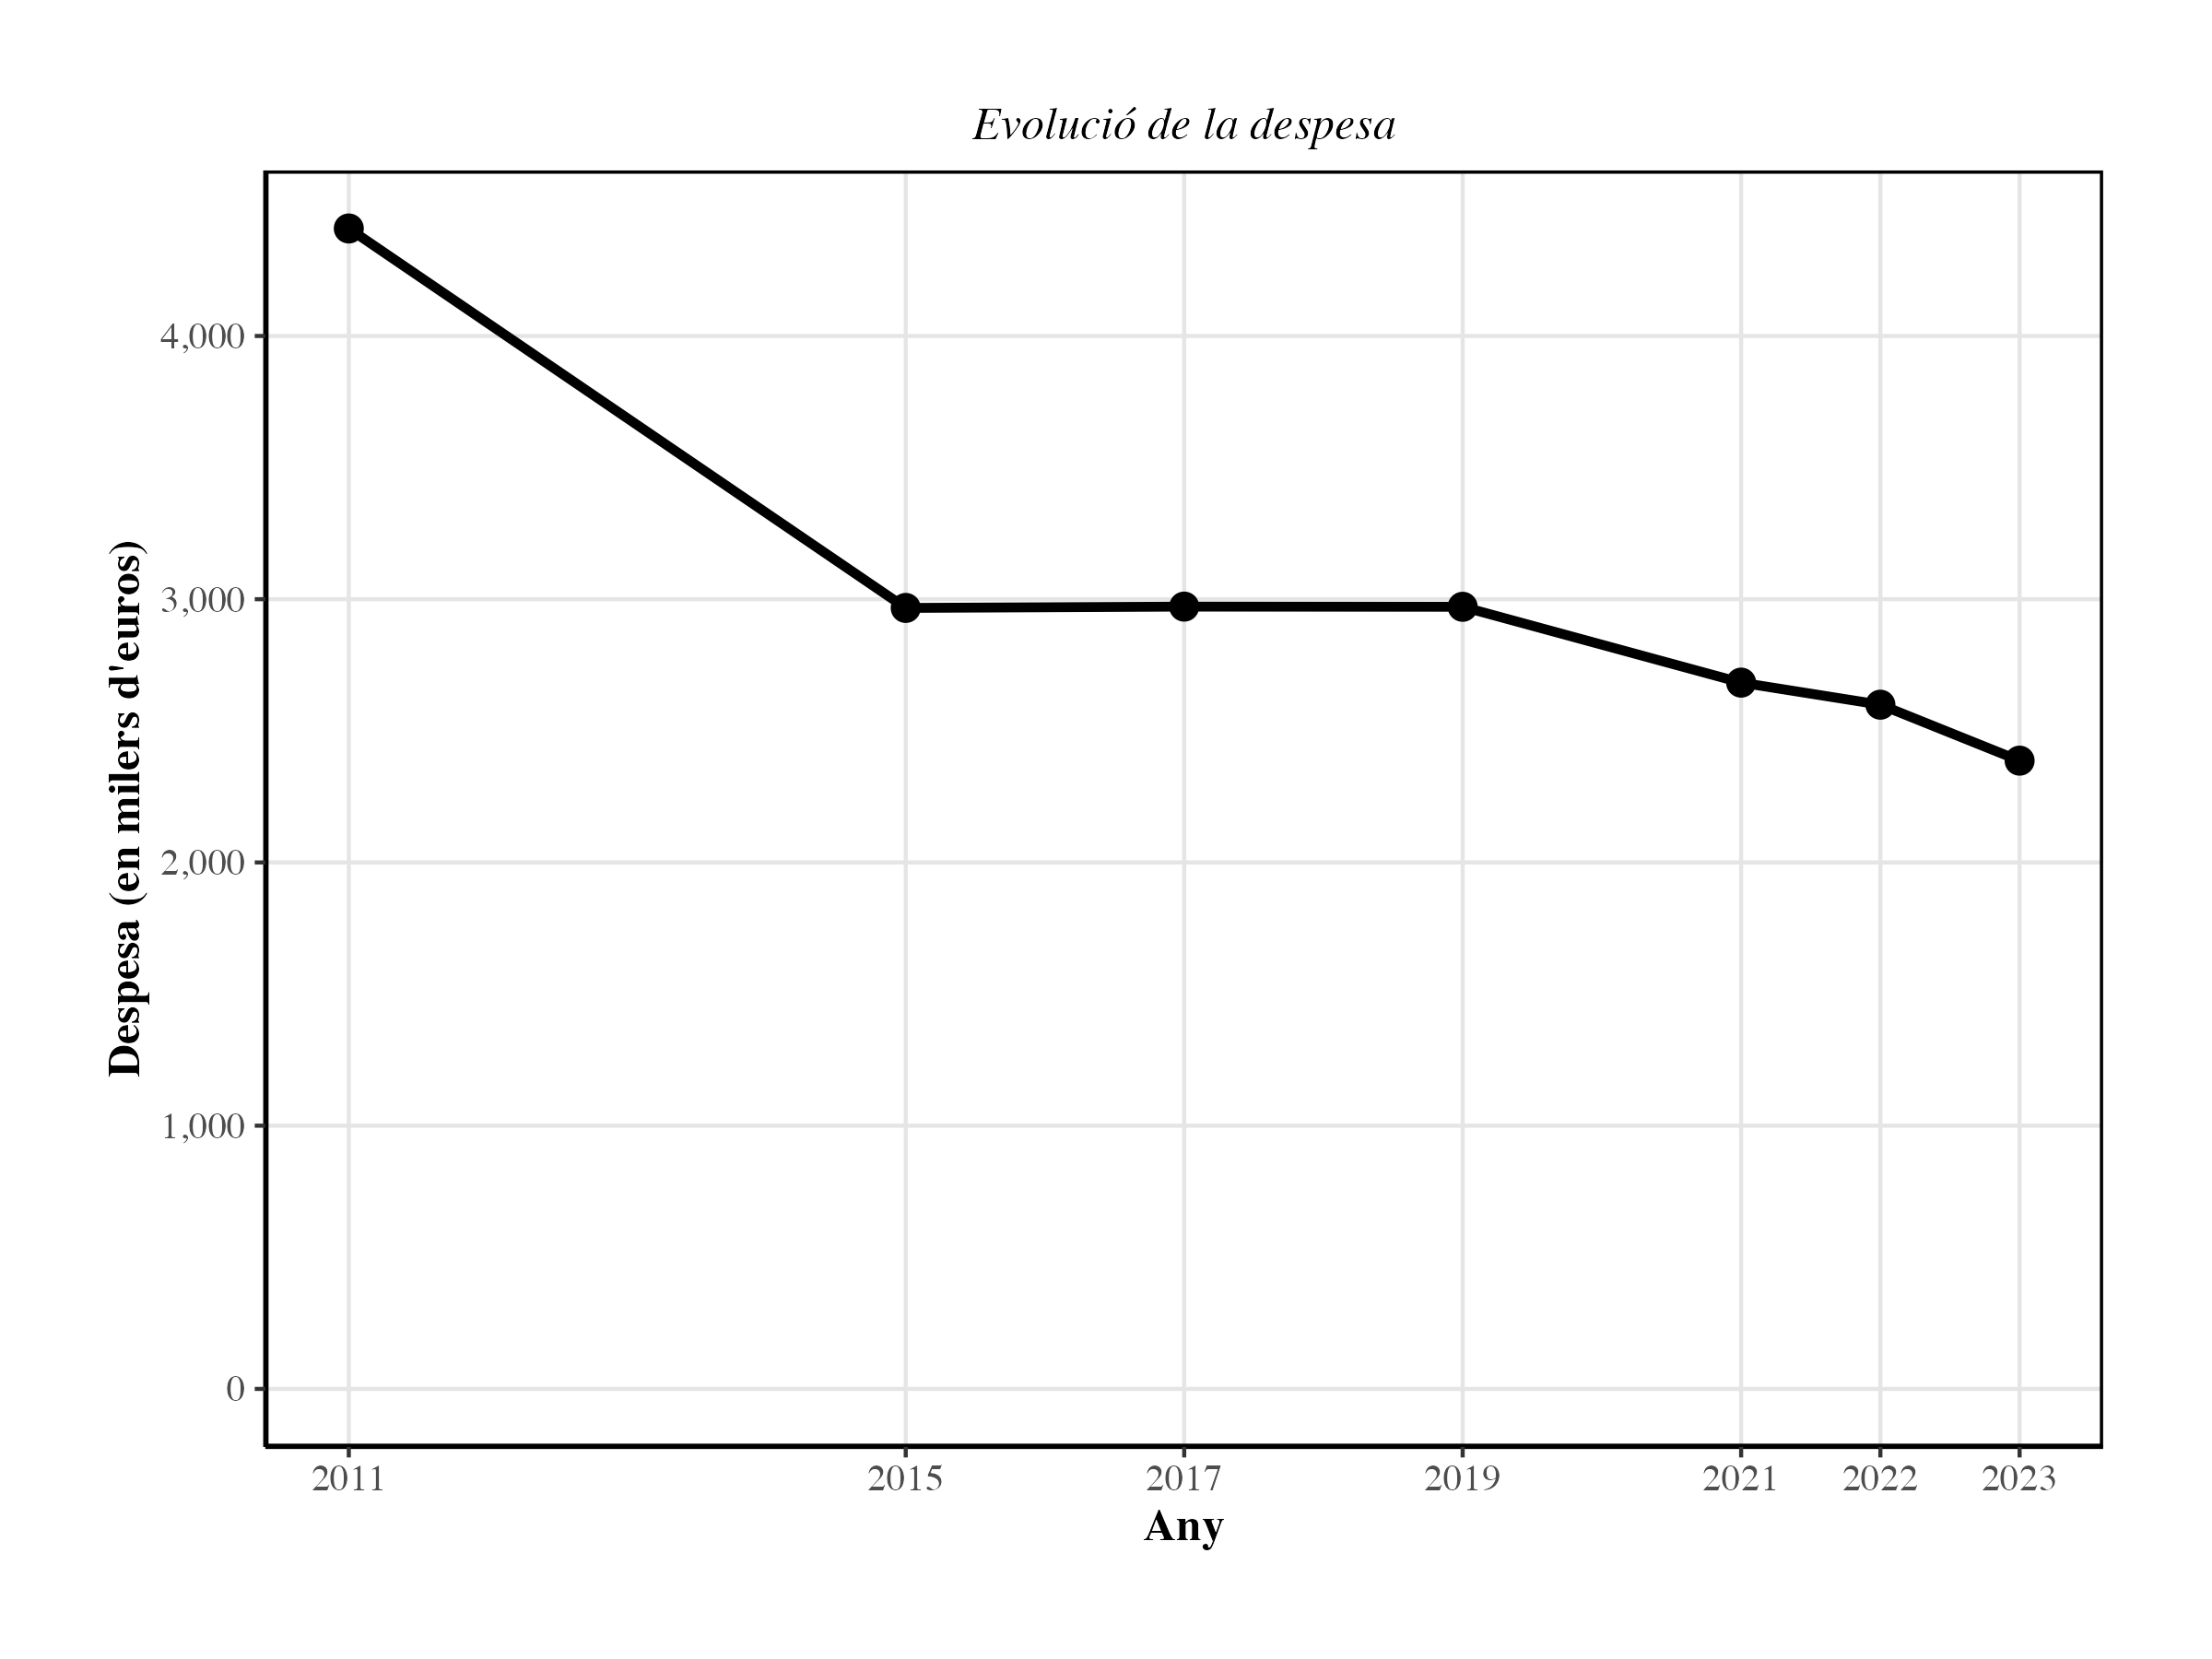 Evolució de la despesa
Despesa (en milers d'euros)
4,000
3,000
2,000
1,000
0
2011 2015 2017 2019 2021 2022 2023
Any